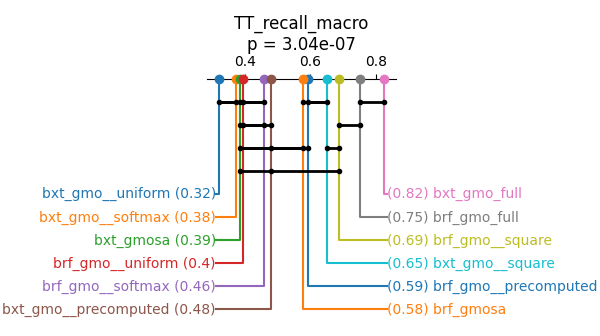 TT_recall_macro
p = 3.04e-07
0.4 0.6 0.8
bxt_gmo__uniform (0.32)
(0.82) bxt_gmo_full
bxt_gmo__softmax (0.38)
(0.75) brf_gmo_full
bxt_gmosa (0.39)
(0.69) brf_gmo__square
brf_gmo__uniform (0.4)
(0.65) bxt_gmo__square
brf_gmo__softmax (0.46)
(0.59) brf_gmo__precomputed
bxt_gmo__precomputed (0.48)
(0.58) brf_gmosa